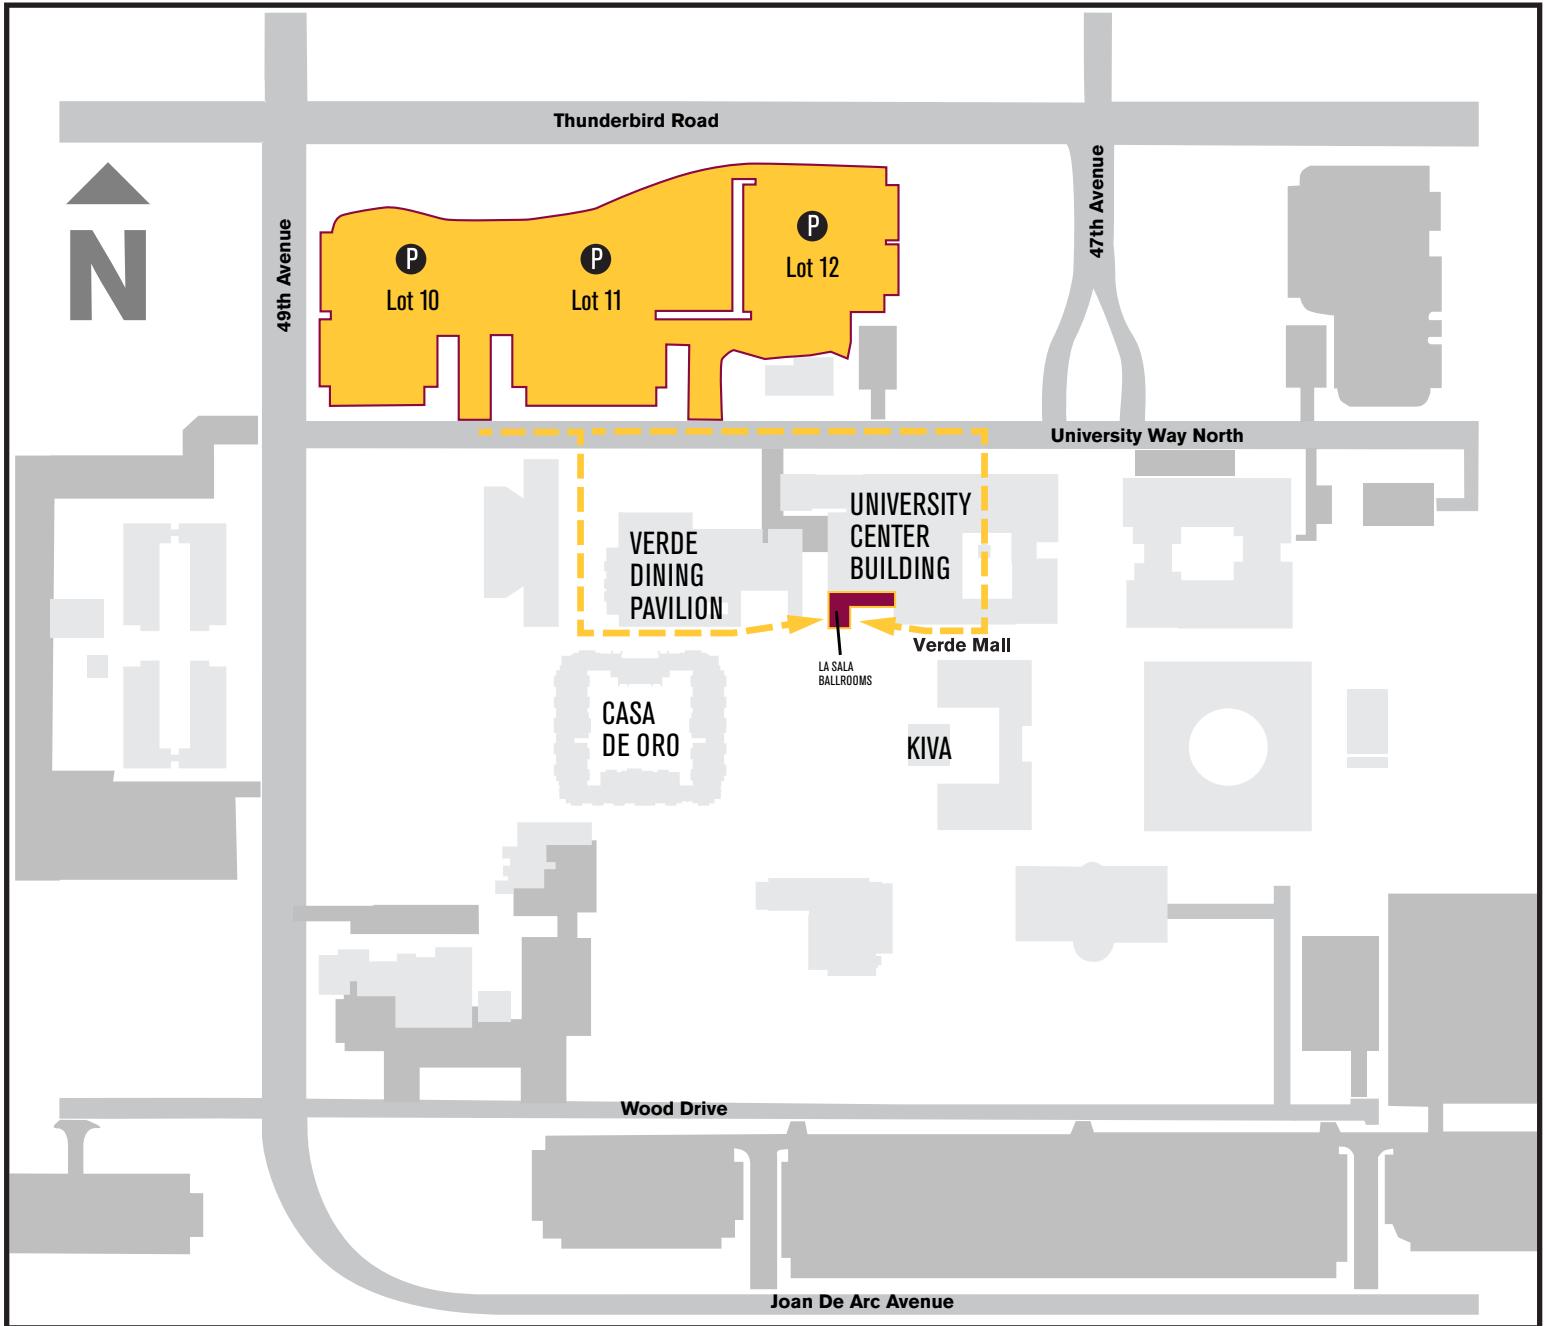 Thunderbird Road
N
49th Avenue
47th Avenue
P
Lot 10
P
Lot 11
P
Lot 12
University Way North
UNIVERSITY
CENTER
BUILDING
VERDE
DINING
PAVILION
Verde Mall
LA SALA
BALLROOMS
CASA
DE ORO
KIVA
Wood Drive
Joan De Arc Avenue